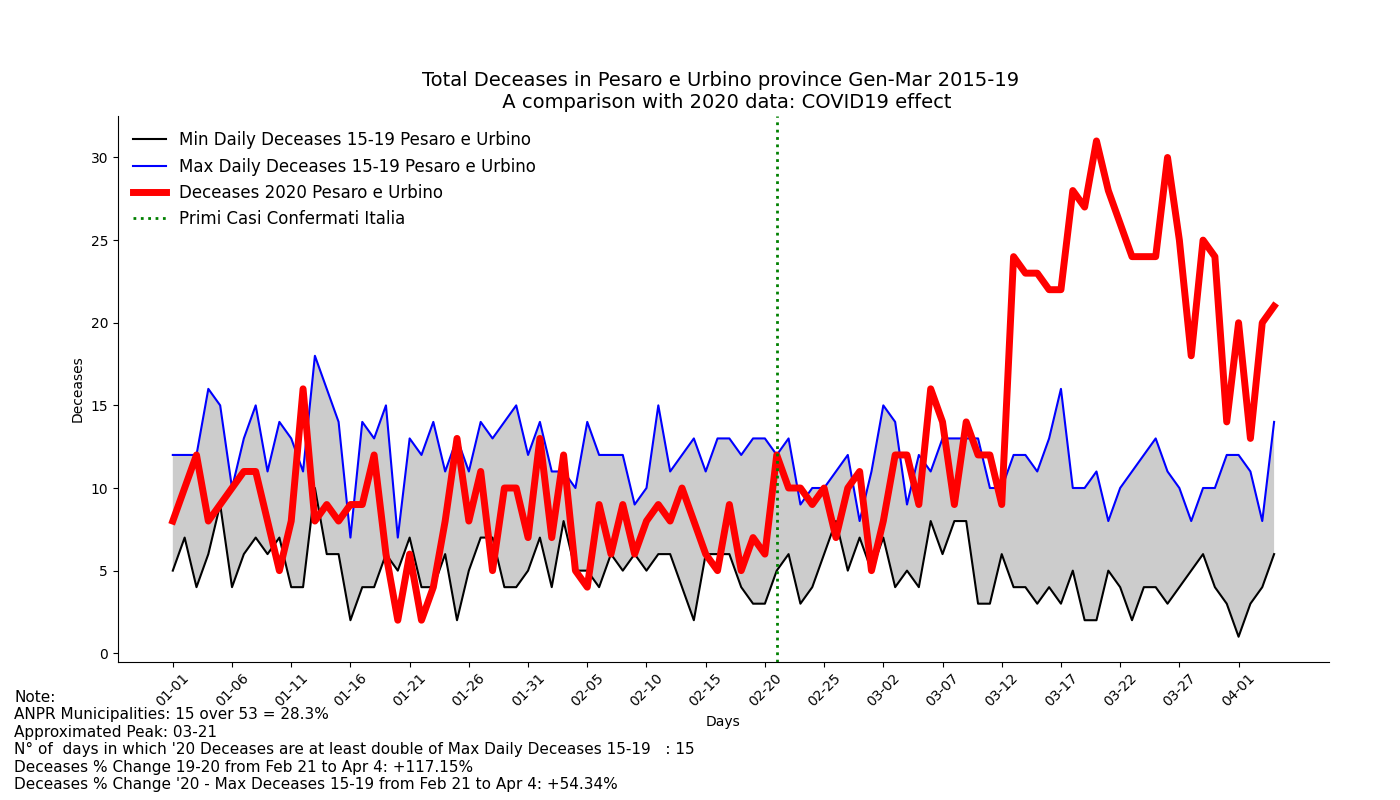 Total Deceases in Pesaro e Urbino province Gen-Mar 2015-19
A comparison with 2020 data: COVID19 effect
Min Daily Deceases 15-19 Pesaro e Urbino
Max Daily Deceases 15-19 Pesaro e Urbino
Deceases 2020 Pesaro e Urbino
Primi Casi Confermati Italia
Deceases
30
25
20
15
10
5
0
01-01 01-06 01-11 01-16 01-21 01-26 01-31 02-05 02-10 02-15 02-20 02-25 03-02 03-07 03-12 03-17 03-22 03-27 04-01
Days
Note:
ANPR Municipalities: 15 over 53 = 28.3%
Approximated Peak: 03-21
N° of  days in which '20 Deceases are at least double of Max Daily Deceases 15-19   : 15
Deceases % Change 19-20 from Feb 21 to Apr 4: +117.15%
Deceases % Change '20 - Max Deceases 15-19 from Feb 21 to Apr 4: +54.34%